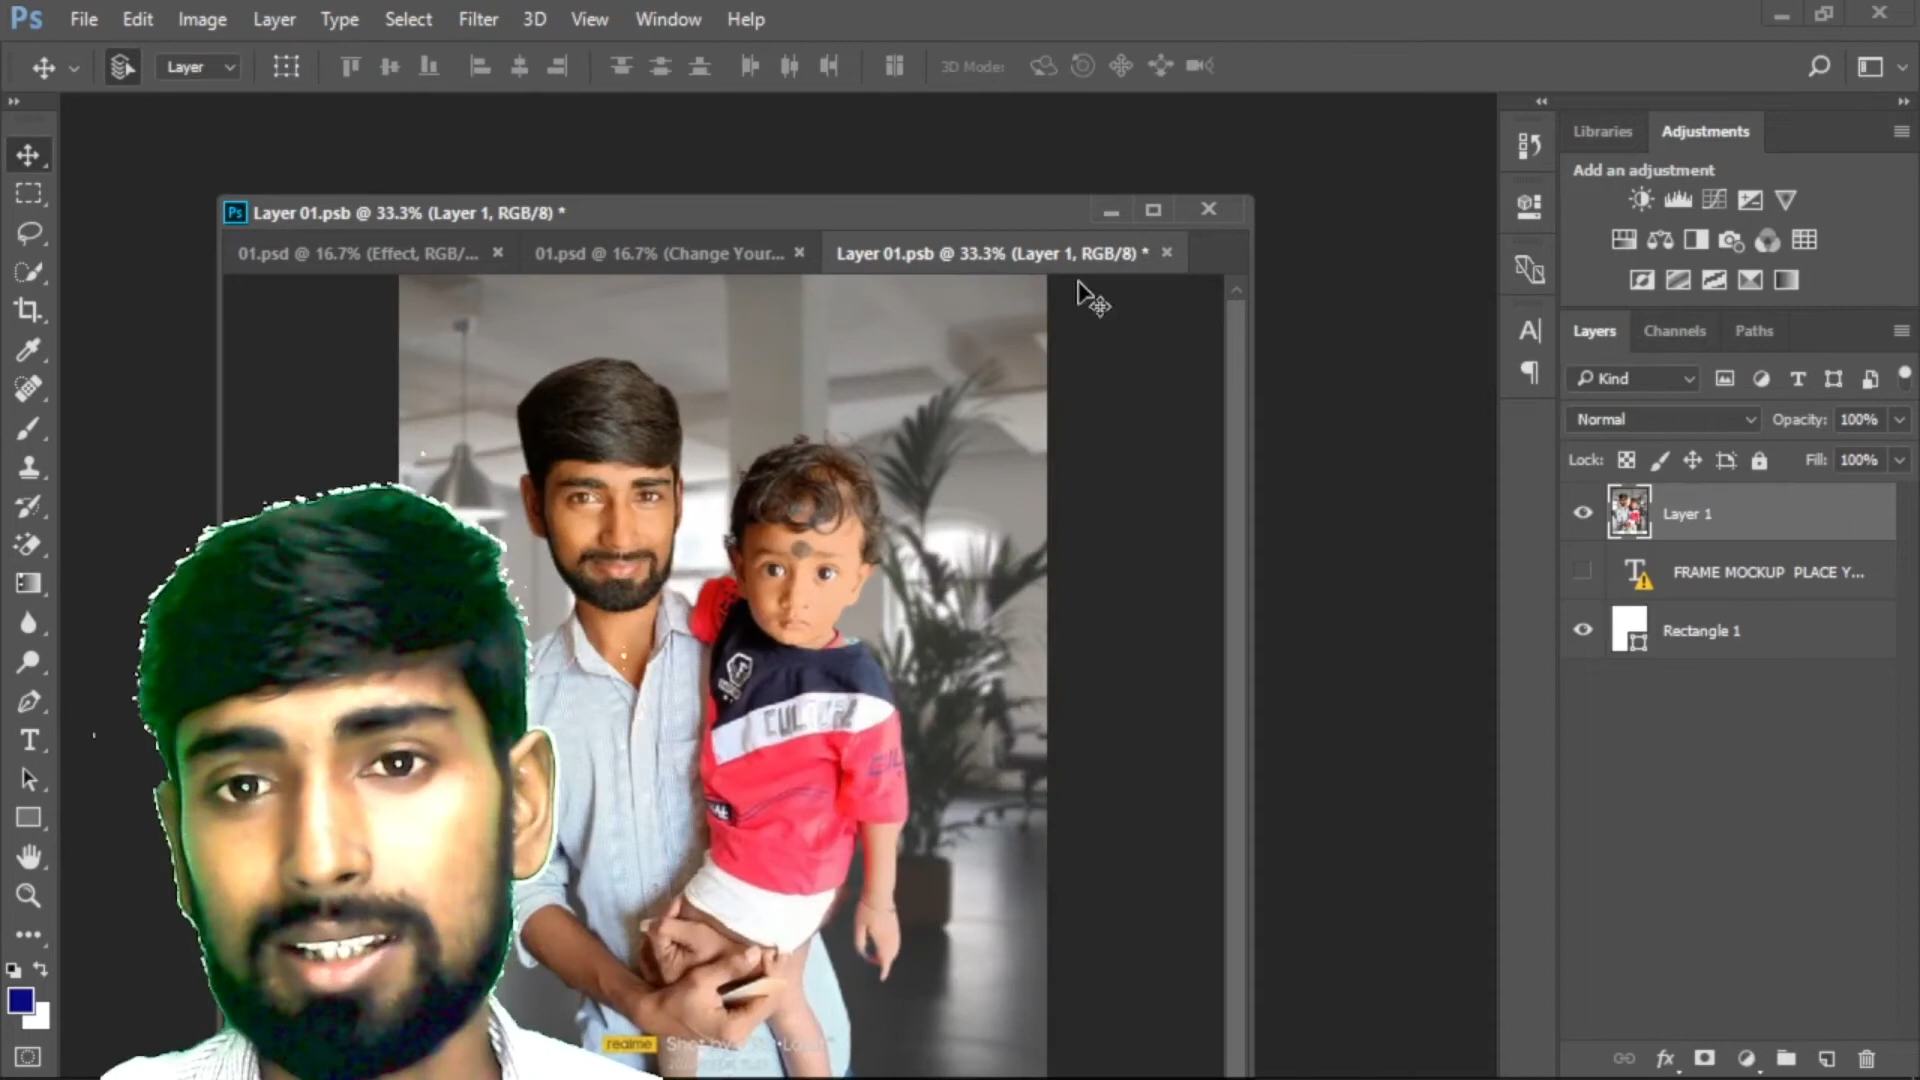 Ps File Edit Image Layer Type Select Filter 3D View Window Help
Layer 3D Mode:
Libraries Adjustments
Add an adjustment
Ps Layer 01.psb @ 33.3% (Layer 1, RGB/8) *
01.psd @ 16.7% (Effect, RGB/... × 01.psd @ 16.7% (Change Your... × Layer 01.psb @ 33.3% (Layer 1, RGB/8) * ×
Layers Channels Paths
Kind
Normal Opacity: 100%
Lock: Fill: 100%
Layer 1
FRAME MOCKUP PLACE Y...
Rectangle 1
realme Shot by